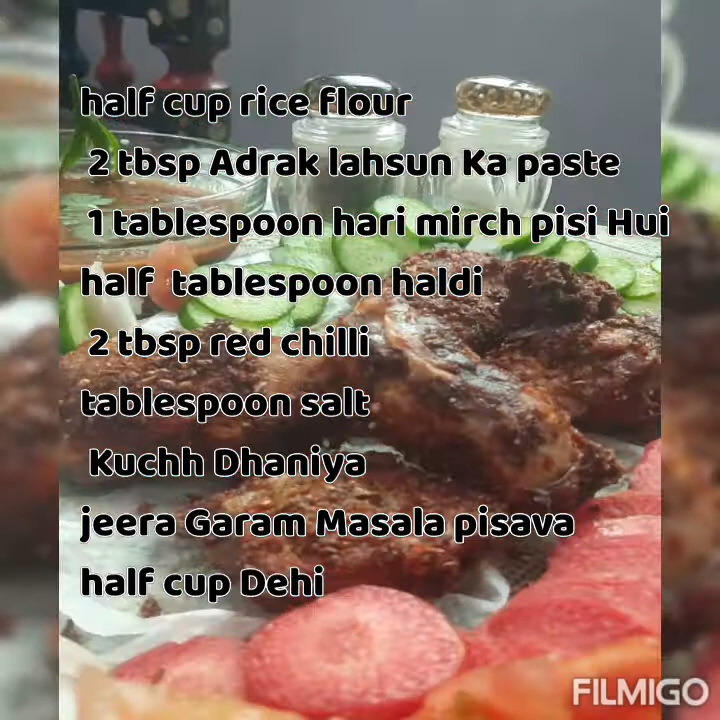 half cup rice flour
2 tbsp Adrak lahsun Ka paste
1 tablespoon hari mirch pisi Hui
half tablespoon haldi
2 tbsp red chilli
tablespoon salt
Kuchh Dhaniya
jeera Garam Masala pisava
half cup Dehi
FILMIGO